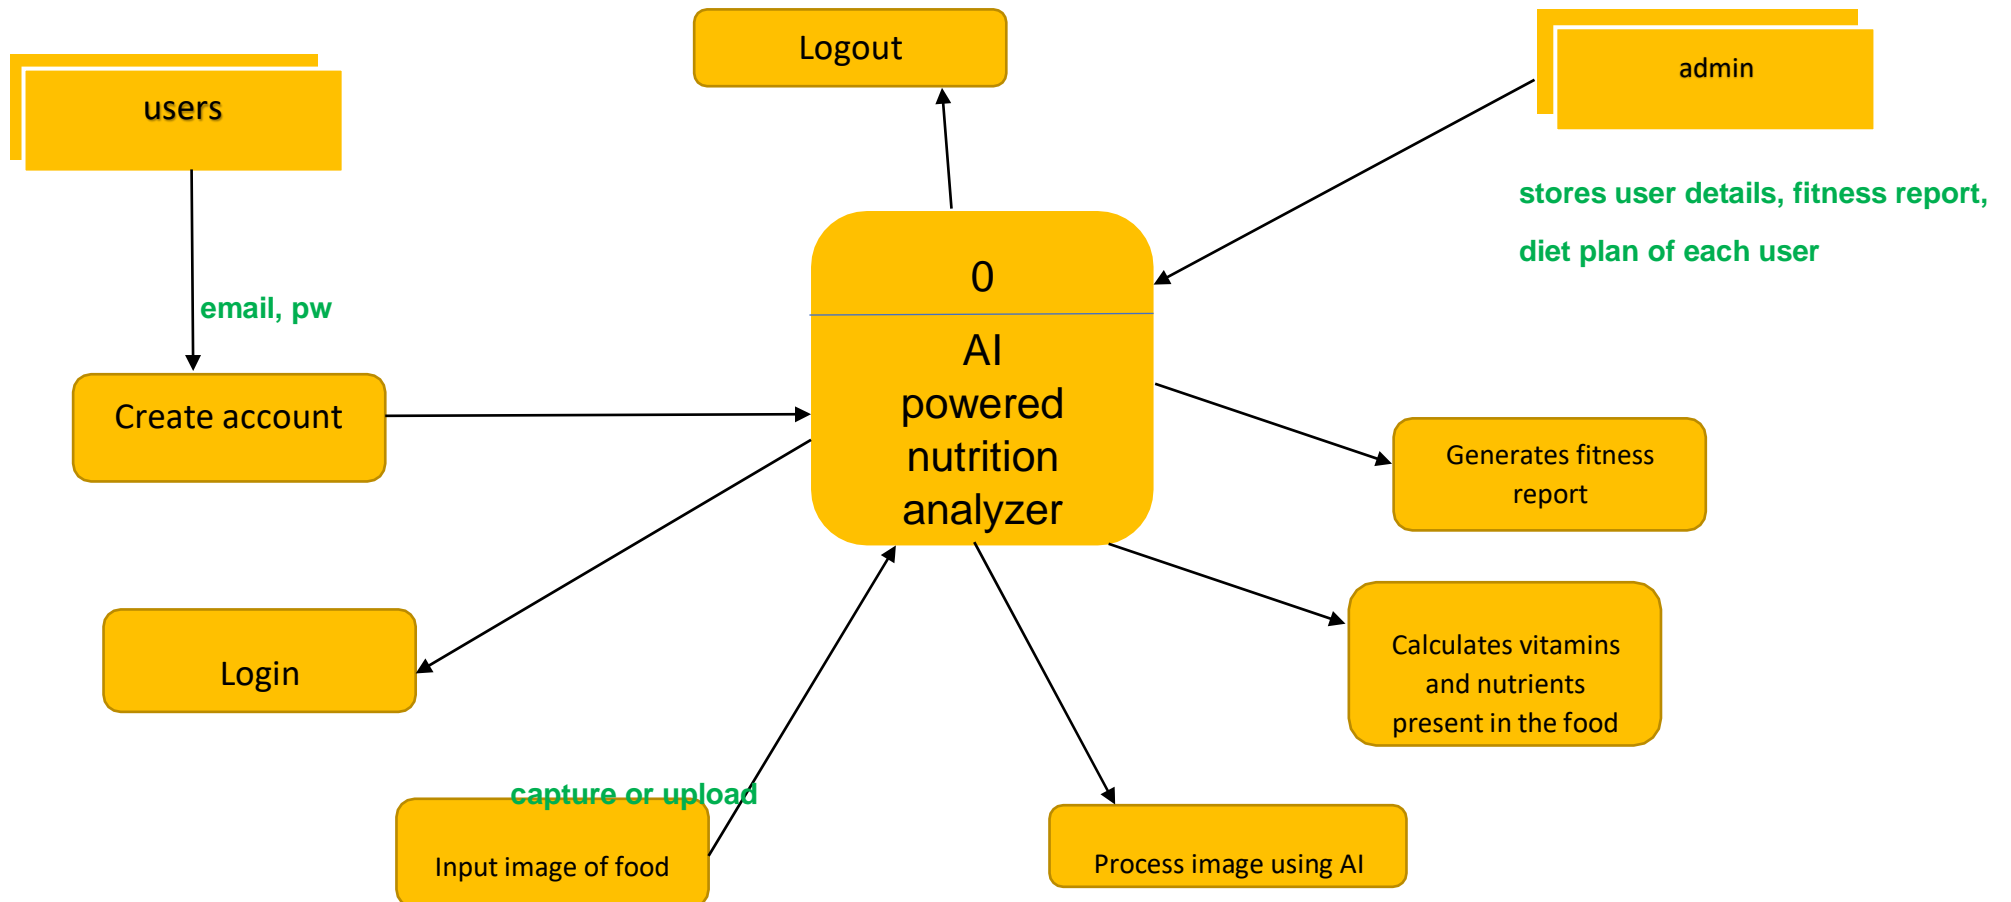 Logout
admin
users
stores user details, fitness report,
diet plan of each user
0
email, pw
AI
powered
nutrition
analyzer
Create account
Generates fitness
report
Login
Calculates vitamins
and nutrients
present in the food
capture or upload
Input image of food
Process image using AI